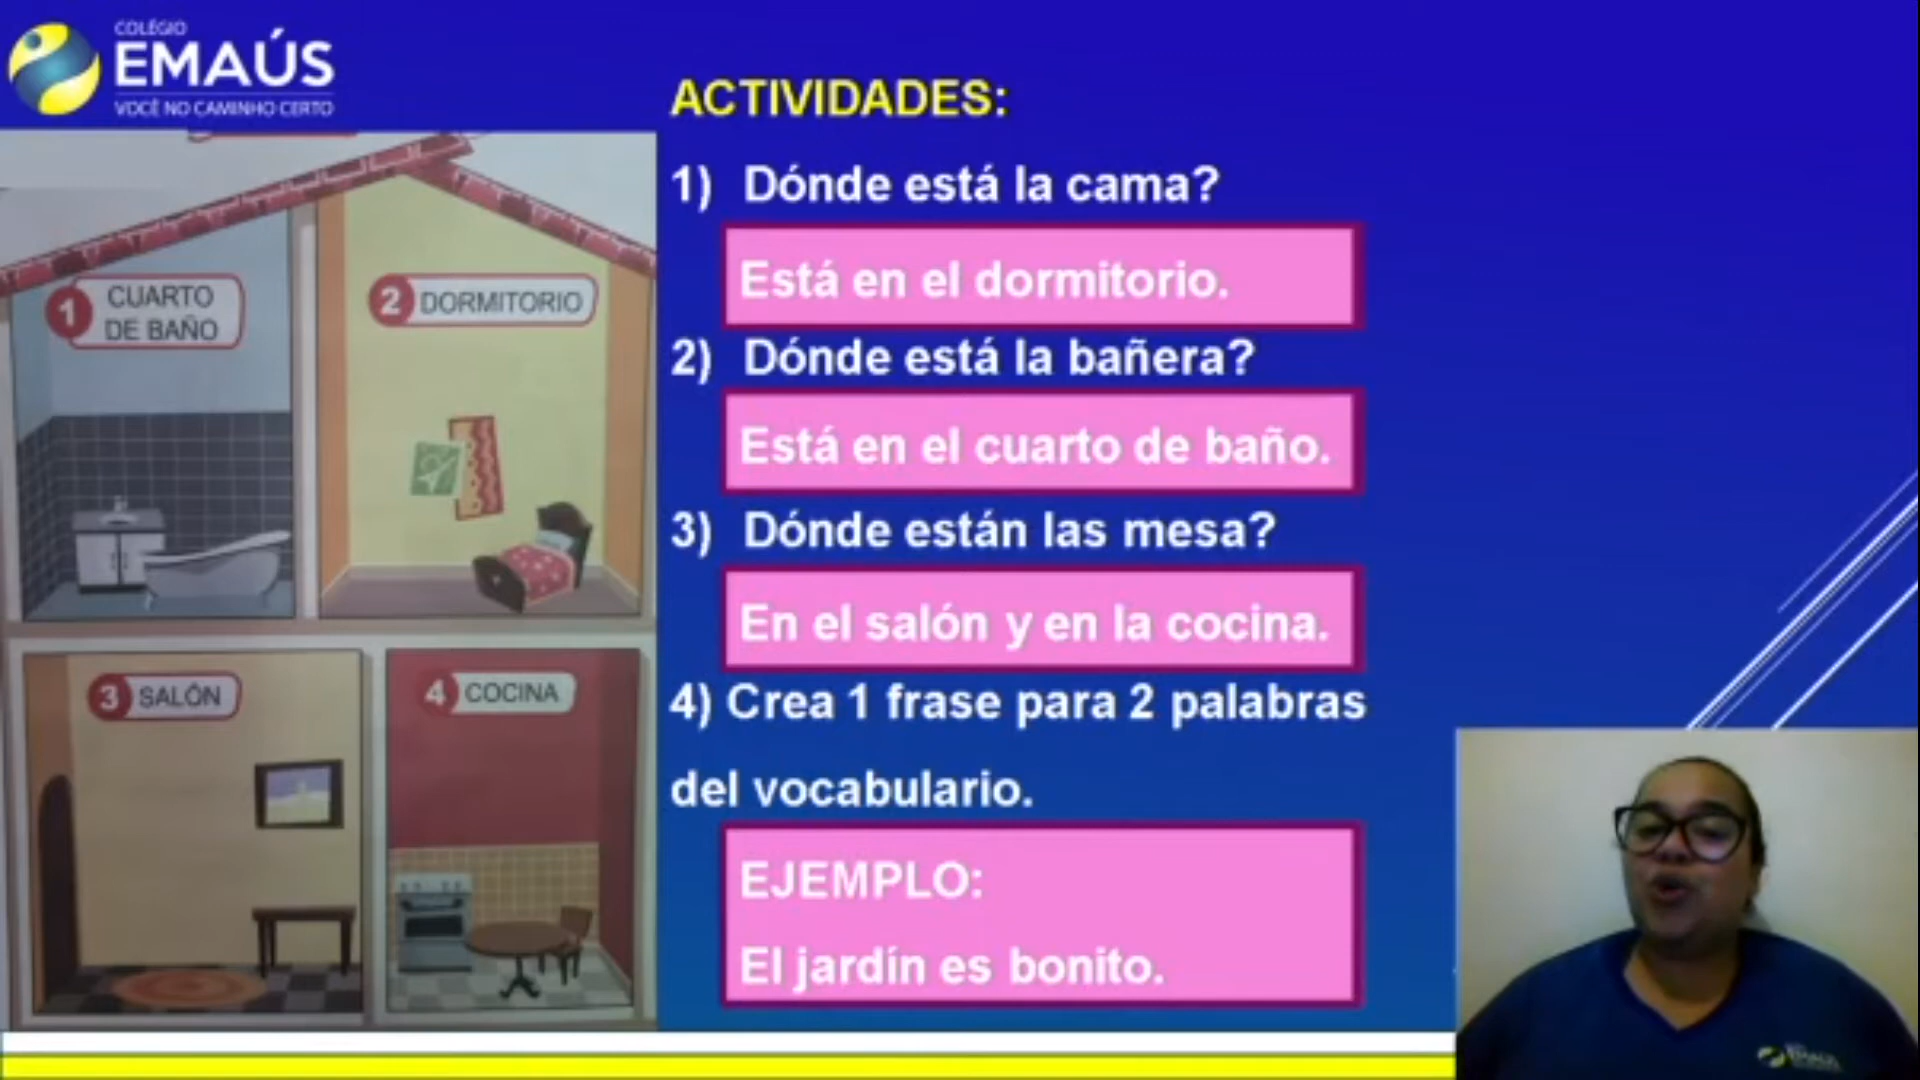 COLÉGIO
EMAÚS
VOCÊ NO CAMINHO CERTO
1 CUARTO
DE BAÑO
2 DORMITORIO
3 SALÓN
4 COCINA
ACTIVIDADES:
1) Dónde está la cama?
Está en el dormitorio.
2) Dónde está la bañera?
Está en el cuarto de baño.
3) Dónde están las mesa?
En el salón y en la cocina.
4) Crea 1 frase para 2 palabras
del vocabulario.
EJEMPLO:
El jardín es bonito.